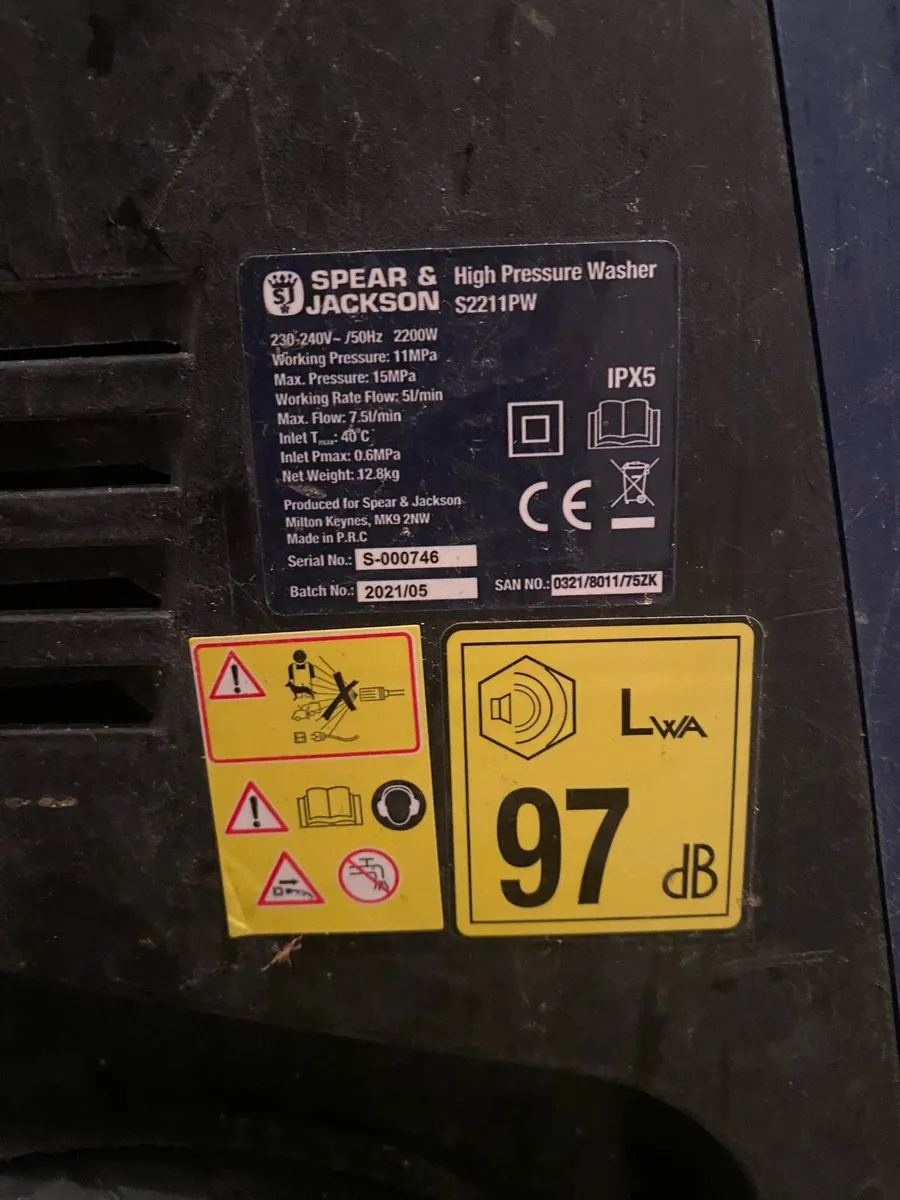 SJ
SPEAR &
JACKSON
High Pressure Washer
S2211PW
230-240V~ /50Hz 2200W
Working Pressure: 11MPa
Max. Pressure: 15MPa
Working Rate Flow: 5l/min
Max. Flow: 7.5l/min
Inlet Tmax: 40°C
Inlet Pmax: 0.6MPa
Net Weight: 12.8kg
IPX5
Produced for Spear & Jackson
Milton Keynes, MK9 2NW
Made in P.R.C
CE
Serial No.: S-000746
Batch No.: 2021/05
SAN NO.: 0321/8011/75ZK
LWA
97
dB